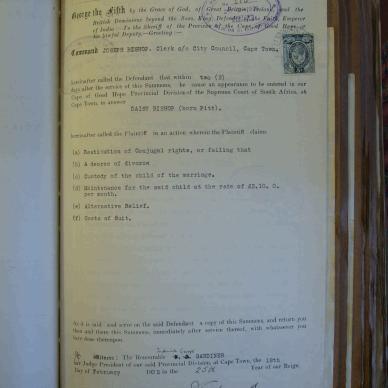 George the Fifth by the Grace of God, of Great Britain, Ireland, and the
British Dominions beyond the Seas, King, Defender of the Faith, Emperor
of India. To the Sheriff of the Province of the Cape of Good Hope, or
his lawful Deputy,—Greeting:—
Command JOSEPH BISHOP, Clerk c/o City Council, Cape Town,
hereinafter called the Defendant that within two (2)
days after the service of this Summons, he cause an appearance to be entered in our
Cape of Good Hope Provincial Division of the Supreme Court of South Africa, at
Cape Town, to answer
DAISY BISHOP (born Pitt).
hereinafter called the Plaintiff in an action wherein the Plaintiff claims
(a) Restitution of Conjugal rights, or failing that
(b) A decree of divorce
(c) Custody of the child of the marriage.
(d) Maintenance for the said child at the rate of £2.10. 0.
per month.
(e) Alternative Relief.
(f) Costs of Suit.
and serve on the said Defendant a copy of this Summons, and return you
then and there this Summons, immediately after service thereof, with whatsoever you
have done thereupon.
Witness: The Honourable GARDINER
Judge President of our said Provincial Division, at Cape Town, the 18th
Day of February in the 25th Year of our Reign.